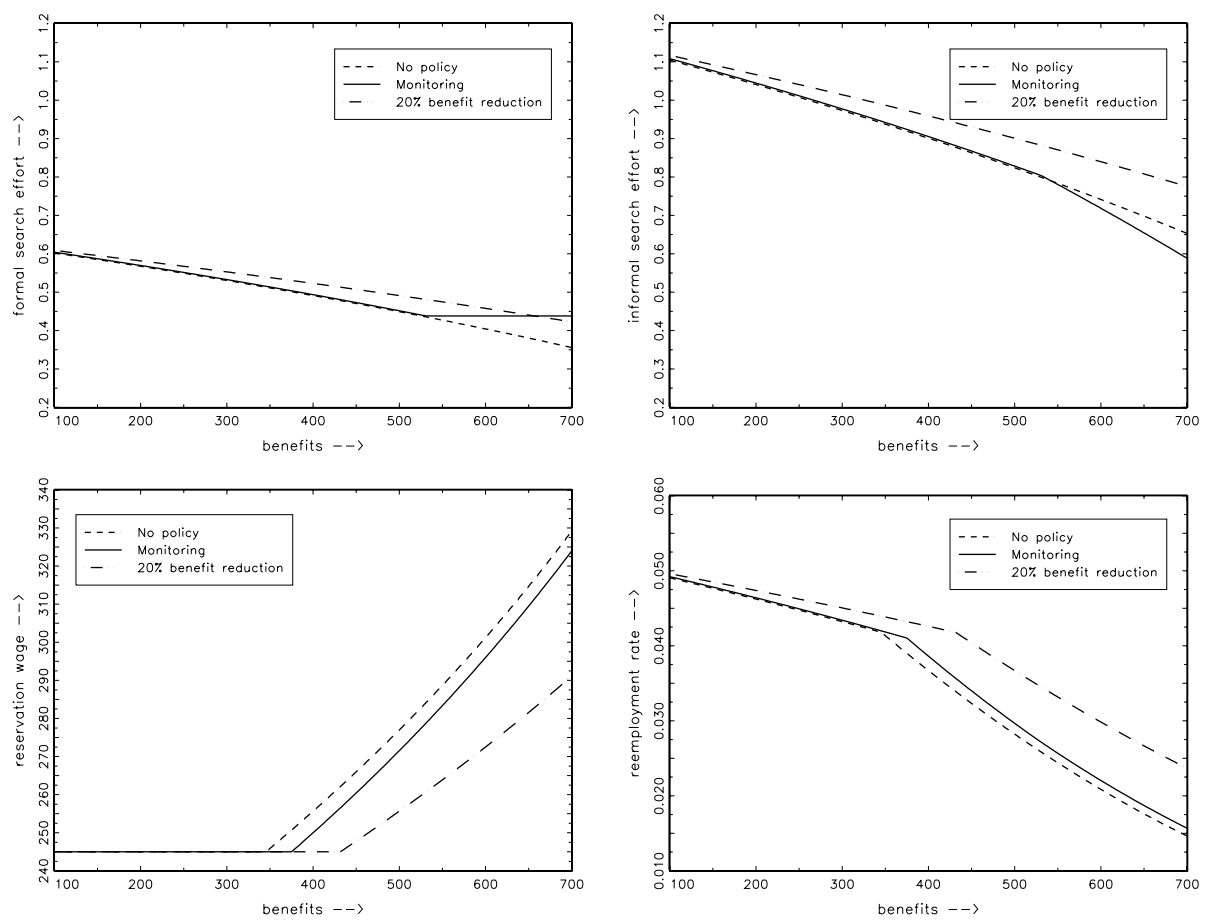 1.2
1.1
1.0
0.9
0.8
0.7
0.6
0.5
0.4
0.3
0.2
formal search effort -->
No policy
Monitoring
20% benefit reduction
100 200 300 400 500 600 700
benefits -->
1.2
1.1
1.0
0.9
0.8
0.7
0.6
0.5
0.4
0.3
0.2
informal search effort -->
No policy
Monitoring
20% benefit reduction
100 200 300 400 500 600 700
benefits -->
340
330
320
310
300
290
280
270
260
250
240
reservation wage -->
No policy
Monitoring
20% benefit reduction
100 200 300 400 500 600 700
benefits -->
0.060
0.050
0.040
0.030
0.020
0.010
reemployment rate -->
No policy
Monitoring
20% benefit reduction
100 200 300 400 500 600 700
benefits -->